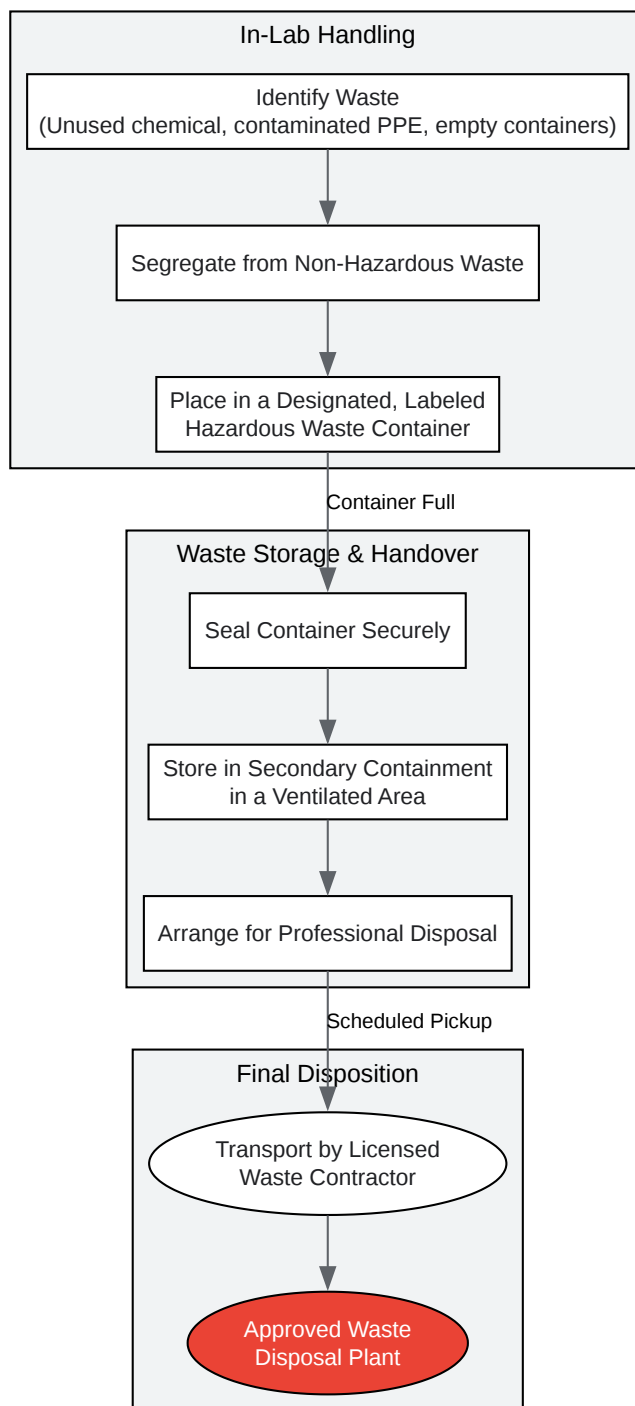 In-Lab Handling
Identify Waste
(Unused chemical, contaminated PPE, empty containers)
Segregate from Non-Hazardous Waste
Place in a Designated, Labeled
Hazardous Waste Container
Container Full
Waste Storage & Handover
Seal Container Securely
Store in Secondary Containment
in a Ventilated Area
Arrange for Professional Disposal
Scheduled Pickup
Final Disposition
Transport by Licensed
Waste Contractor
Approved Waste
Disposal Plant